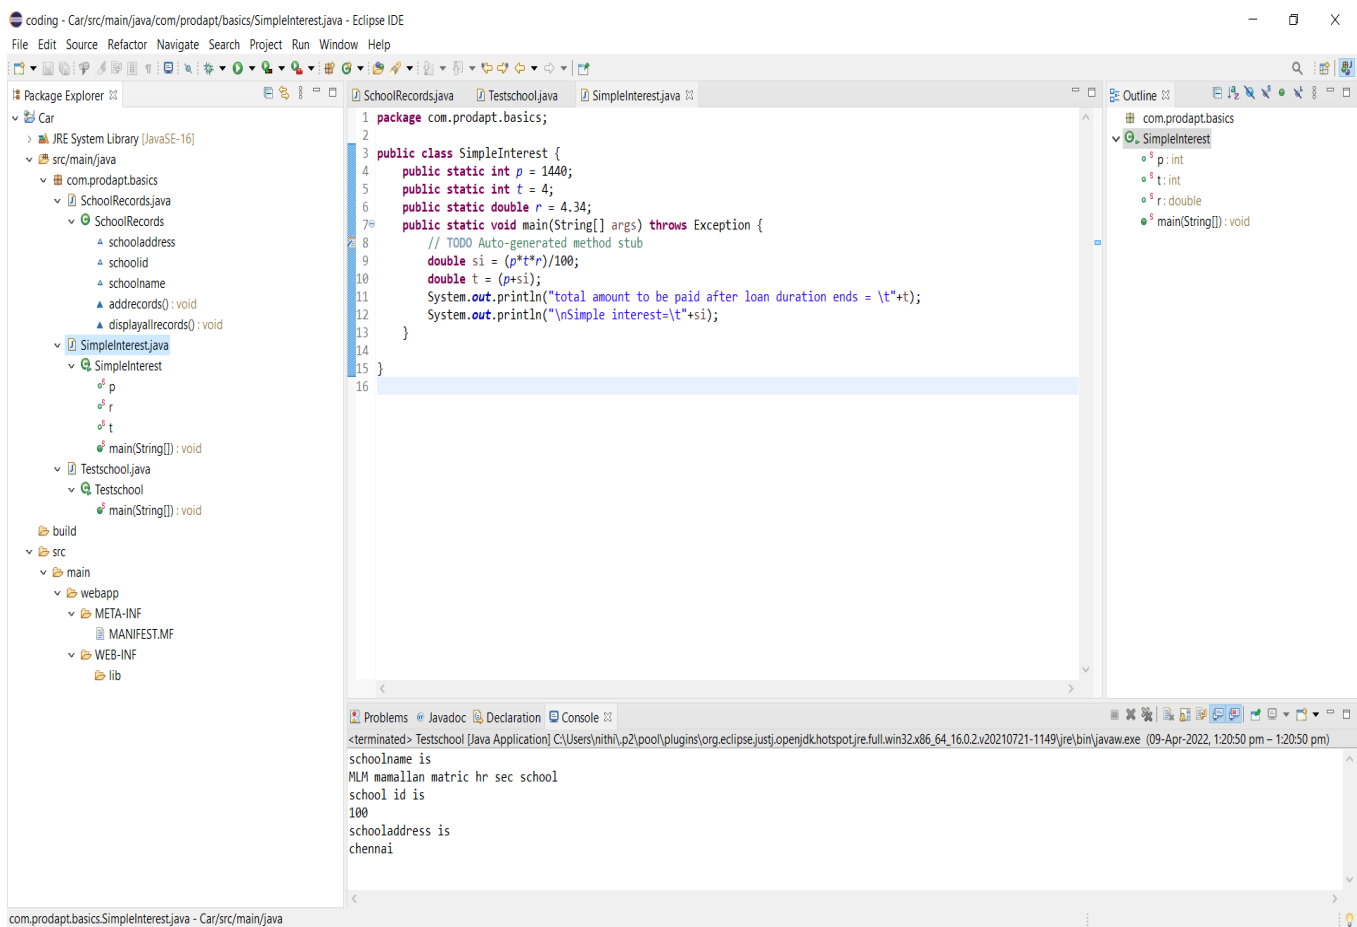 coding - Car/src/main/java/com/prodapt/basics/SimpleInterest.java - Eclipse IDE
File Edit Source Refactor Navigate Search Project Run Window Help
Package Explorer
Car
JRE System Library [JavaSE-16]
src/main/java
com.prodapt.basics
SchoolRecords.java
SchoolRecords
schooladdress
schoolid
schoolname
addrecords() : void
displayallrecords() : void
SimpleInterest.java
SimpleInterest
p
r
t
main(String[]) : void
Testschool.java
Testschool
main(String[]) : void
build
src
main
webapp
META-INF
MANIFEST.MF
WEB-INF
lib
SchoolRecords.java Testschool.java SimpleInterest.java
1 package com.prodapt.basics;
2
3 public class SimpleInterest {
4 public static int p = 1440;
5 public static int t = 4;
6 public static double r = 4.34;
7 public static void main(String[] args) throws Exception {
8 // TODO Auto-generated method stub
9 double si = (p*t*r)/100;
10 double t = (p+si);
11 System.out.println("total amount to be paid after loan duration ends = \t"+t);
12 System.out.println("\nSimple interest=\t"+si);
13 }
14
15 }
16
Outline
com.prodapt.basics
SimpleInterest
p : int
t : int
r : double
main(String[]) : void
Problems Javadoc Declaration Console
<terminated> Testschool [Java Application] C:\Users\nithi\.p2\pool\plugins\org.eclipse.justj.openjdk.hotspot.jre.full.win32.x86_64_16.0.2.v20210721-1149\jre\bin\javaw.exe (09-Apr-2022, 1:20:50 pm – 1:20:50 pm)
schoolname is
MLM mamallan matric hr sec school
school id is
100
schooladdress is
chennai
com.prodapt.basics.SimpleInterest.java - Car/src/main/java